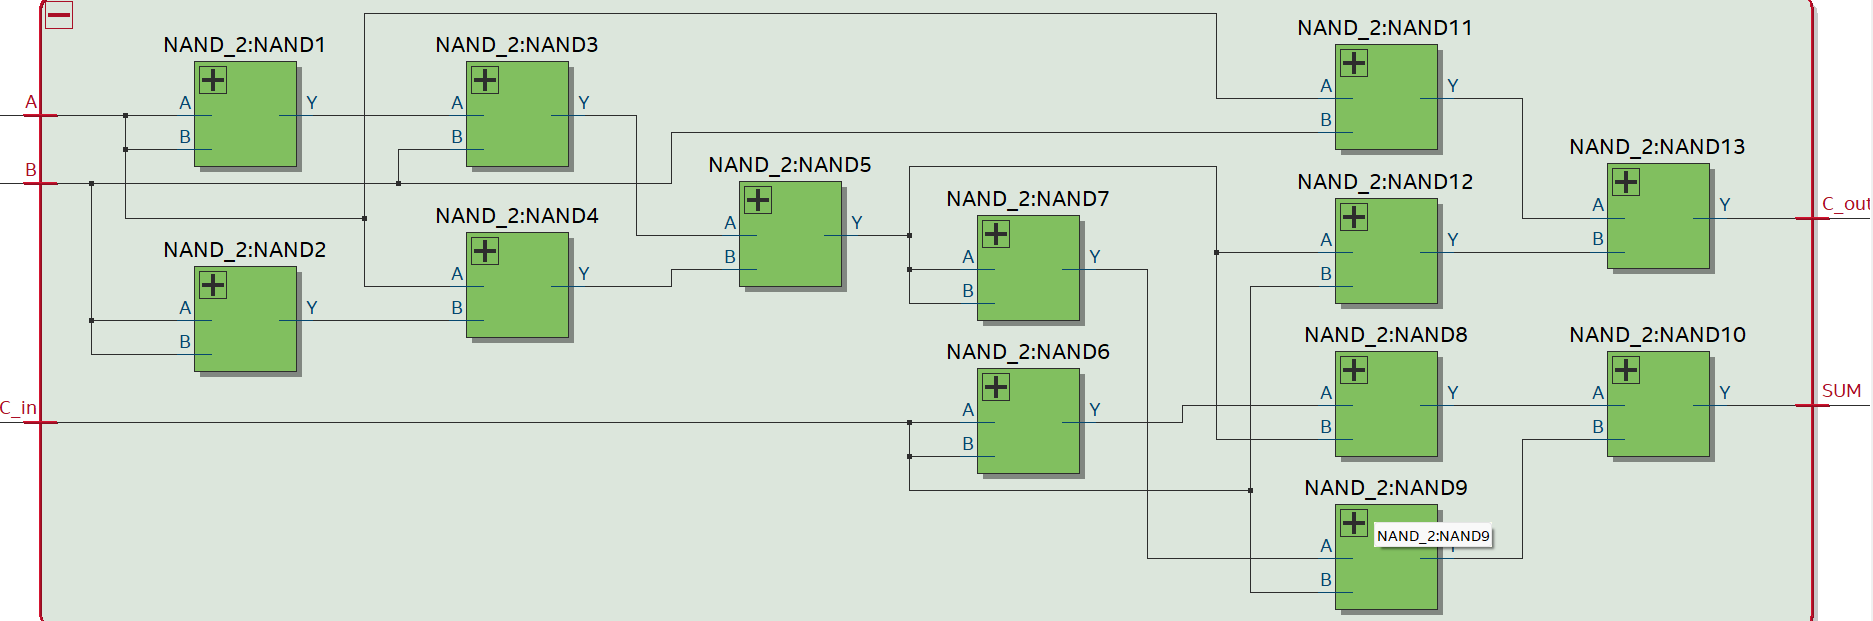 NAND_2:NAND11
NAND_2:NAND1
NAND_2:NAND3
A
Y
B
A
A
Y
B
A
Y
B
B
NAND_2:NAND13
A
Y
B
C_out
NAND_2:NAND5
A
Y
B
NAND_2:NAND12
A
Y
B
NAND_2:NAND7
A
Y
B
NAND_2:NAND4
A
Y
B
NAND_2:NAND2
A
Y
B
NAND_2:NAND8
A
Y
B
NAND_2:NAND10
A
Y
B
SUM
NAND_2:NAND6
A
Y
B
C_in
NAND_2:NAND9
NAND_2:NAND9
A
B